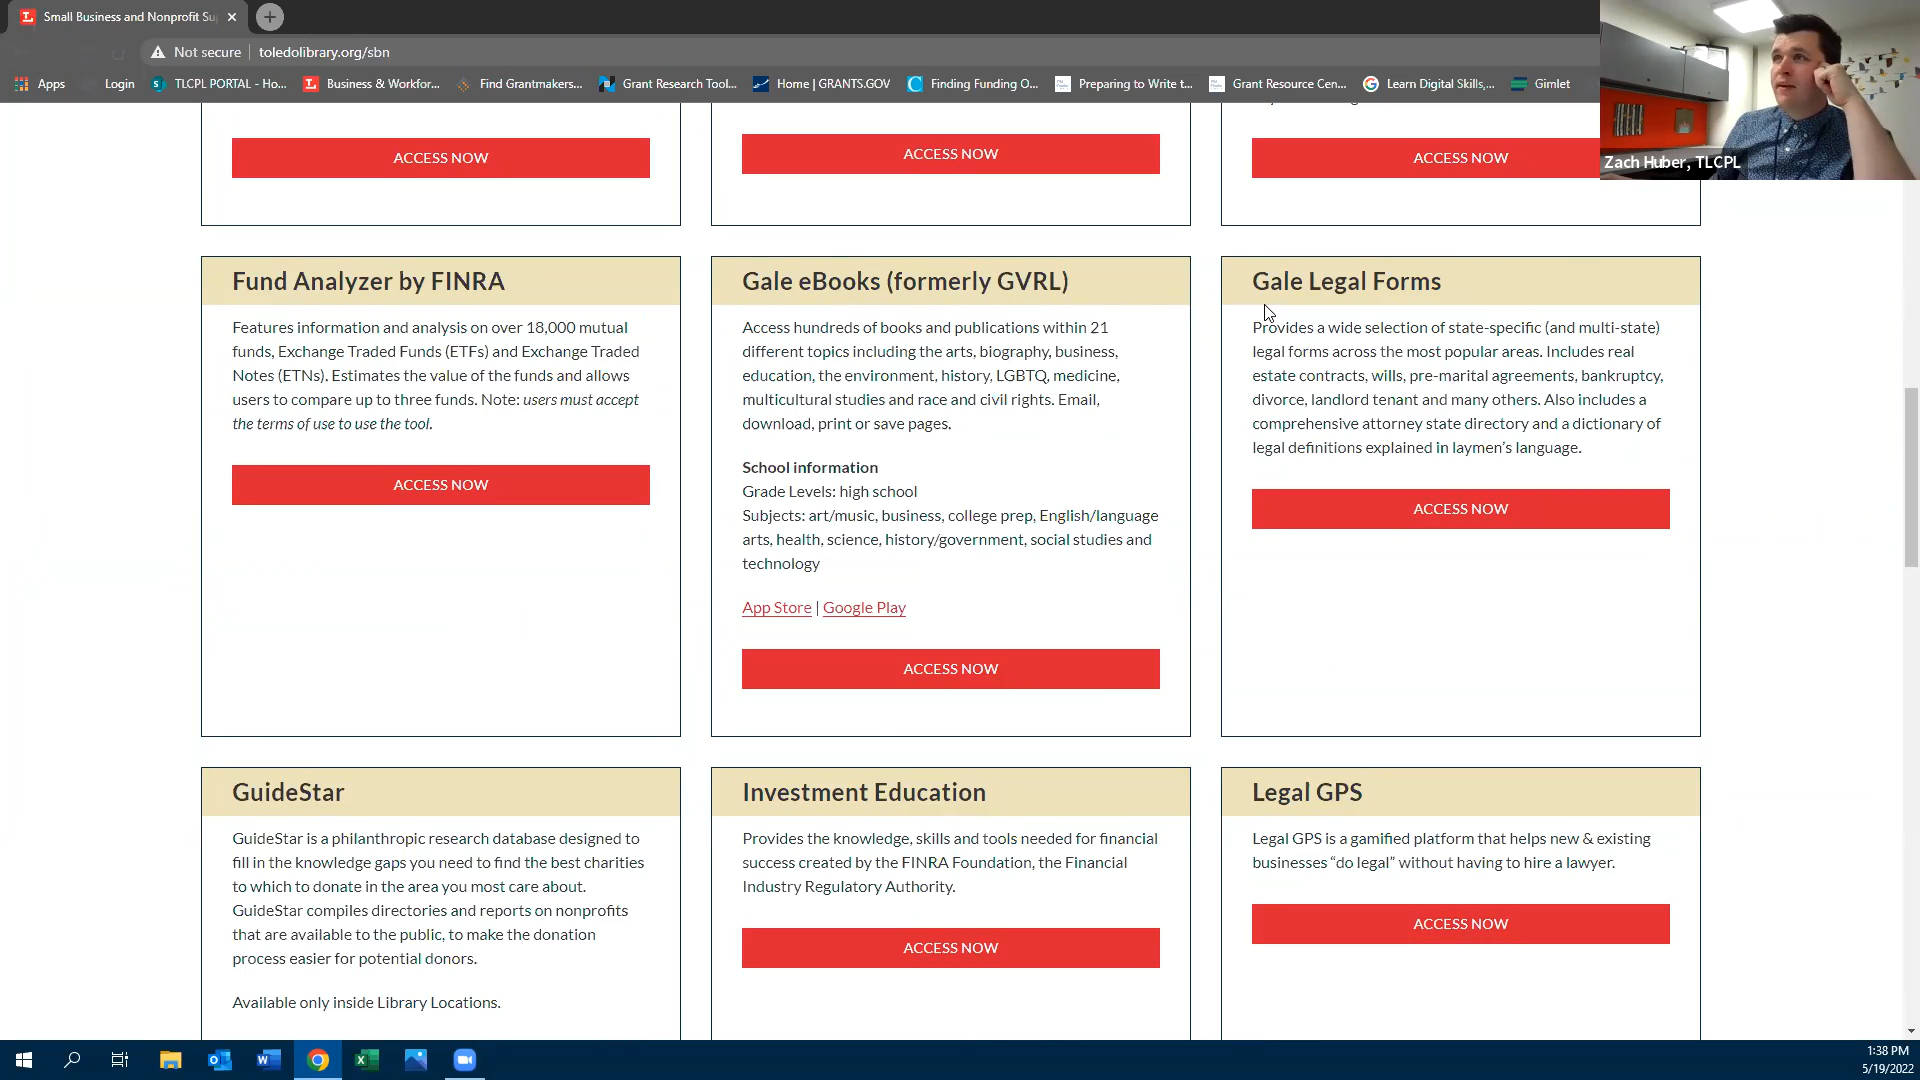 Small Business and Nonprofit Su
Not secure
toledolibrary.org/sbn
Apps
Login
TLCPL PORTAL - Ho...
Business & Workfor...
Find Grantmakers...
Grant Research Tool...
Home | GRANTS.GOV
Finding Funding O...
Preparing to Write t...
Grant Resource Cen...
Learn Digital Skills,...
Gimlet
Zach Huber, TLCPL
ACCESS NOW
ACCESS NOW
ACCESS NOW
Fund Analyzer by FINRA
Features information and analysis on over 18,000 mutual
funds, Exchange Traded Funds (ETFs) and Exchange Traded
Notes (ETNs). Estimates the value of the funds and allows
users to compare up to three funds. Note: users must accept
the terms of use to use the tool.
ACCESS NOW
Gale eBooks (formerly GVRL)
Access hundreds of books and publications within 21
different topics including the arts, biography, business,
education, the environment, history, LGBTQ, medicine,
multicultural studies and race and civil rights. Email,
download, print or save pages.
School information
Grade Levels: high school
Subjects: art/music, business, college prep, English/language
arts, health, science, history/government, social studies and
technology
App Store | Google Play
ACCESS NOW
Gale Legal Forms
Provides a wide selection of state-specific (and multi-state)
legal forms across the most popular areas. Includes real
estate contracts, wills, pre-marital agreements, bankruptcy,
divorce, landlord tenant and many others. Also includes a
comprehensive attorney state directory and a dictionary of
legal definitions explained in laymen's language.
ACCESS NOW
GuideStar
GuideStar is a philanthropic research database designed to
fill in the knowledge gaps you need to find the best charities
to which to donate in the area you most care about.
GuideStar compiles directories and reports on nonprofits
that are available to the public, to make the donation
process easier for potential donors.
Available only inside Library Locations.
Investment Education
Provides the knowledge, skills and tools needed for financial
success created by the FINRA Foundation, the Financial
Industry Regulatory Authority.
ACCESS NOW
Legal GPS
Legal GPS is a gamified platform that helps new & existing
businesses “do legal” without having to hire a lawyer.
ACCESS NOW
1:38 PM
5/19/2022